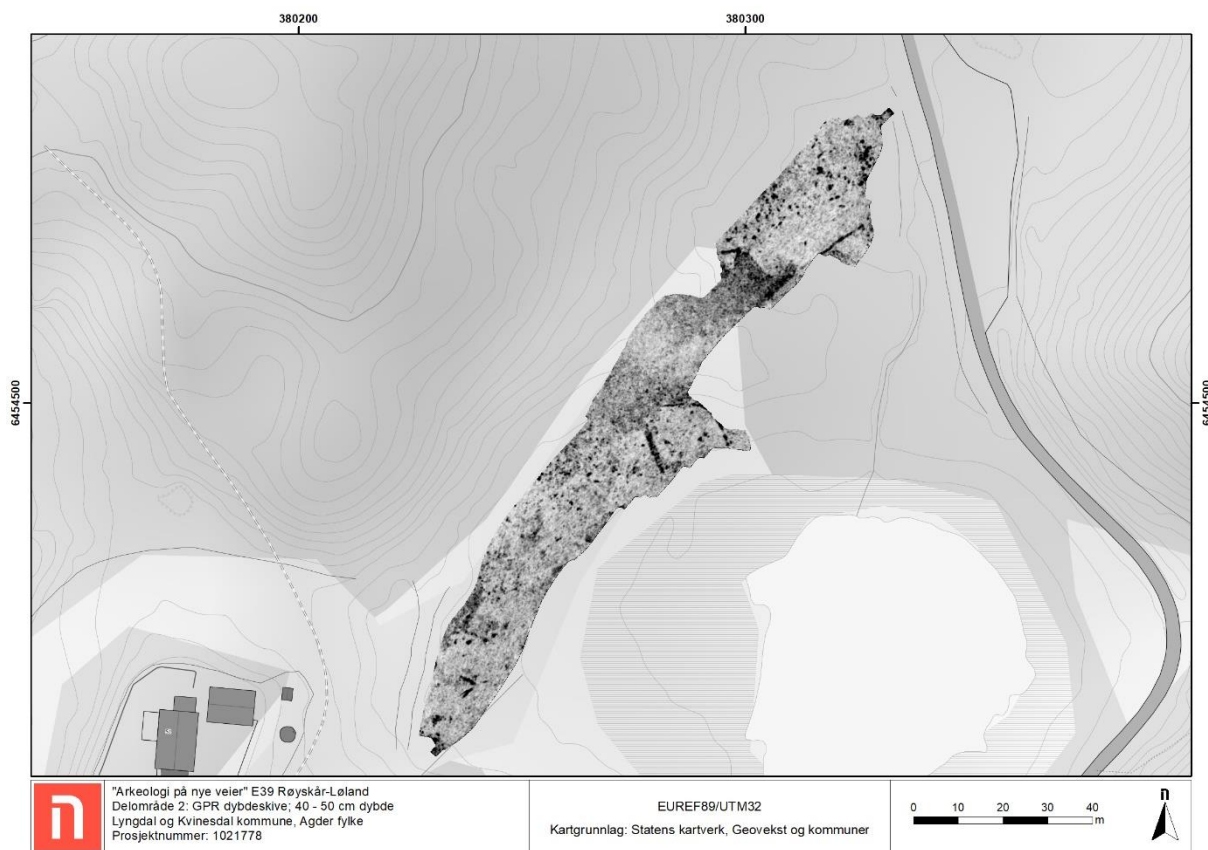 380200
380300
6454500
6454500
n
"Arkeologi på nye veier" E39 Røyskår-Løland
Delområde 2: GPR dybdeskive; 40 - 50 cm dybde
Lyngdal og Kvinesdal kommune, Agder fylke
Prosjektnummer: 1021778
EUREF89/UTM32
Kartgrunnlag: Statens kartverk, Geovekst og kommuner
0 10 20 30 40
m
n